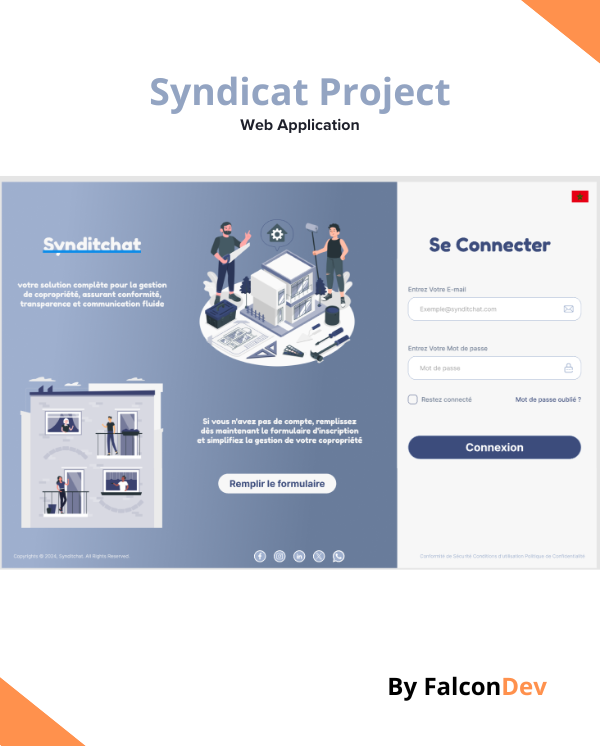 Syndicat Project
Web Application
Synditchat
votre solution complète pour la gestion
de copropriété, assurant conformité,
transparence et communication fluide
Si vous n'avez pas de compte, remplissez
dès maintenant le formulaire d'inscription
et simplifiez la gestion de votre copropriété
Remplir le formulaire
Copyrights © 2024, Synditchat. All Rights Reserved
Se Connecter
Entrez Votre E-mail
Exemple@synditchat.com
Entrez Votre Mot de passe
Mot de passe
Restez connecté
Mot de passe oublié ?
Connexion
Conformité de Sécurité Conditions d'utilisation Politique de Confidentialité
By FalconDev